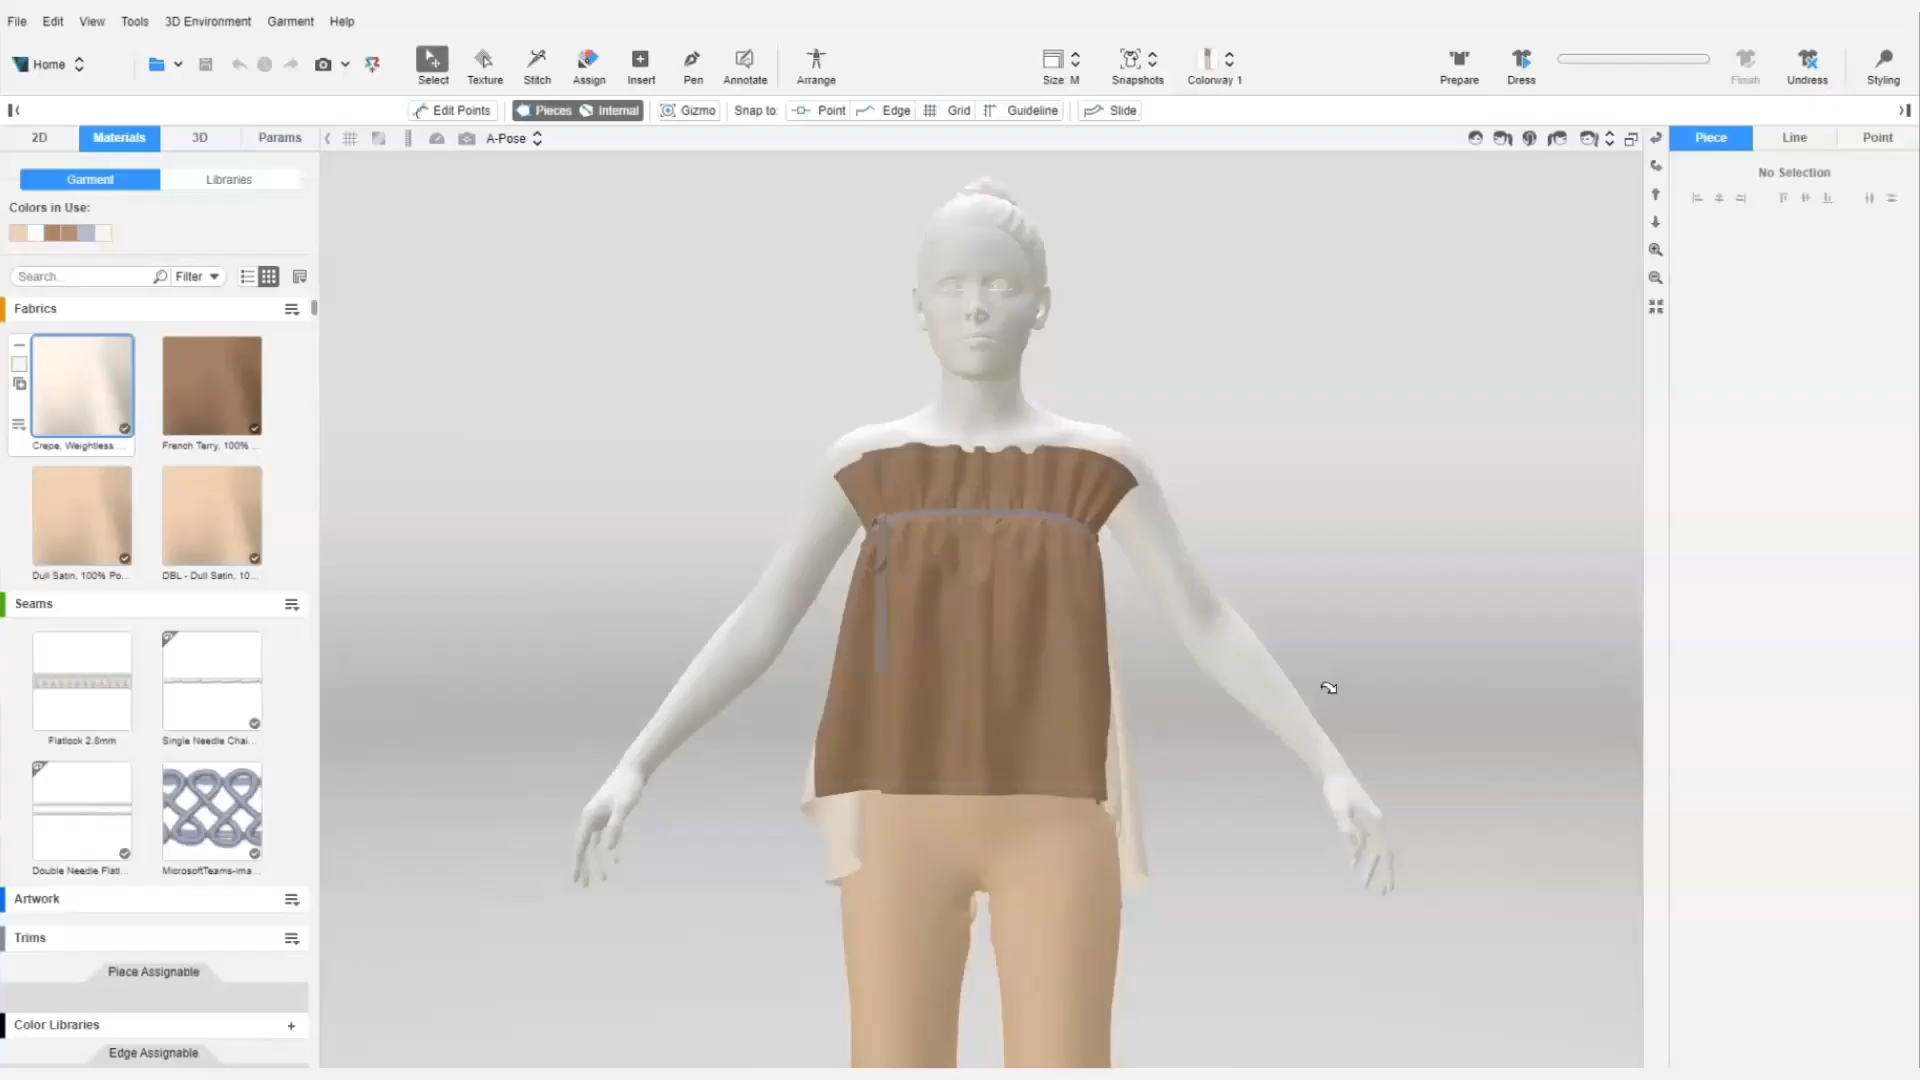 File Edit View Tools 3D Environment Garment Help
Home
Select Texture Stitch Assign Insert Pen Annotate Arrange
Size M Snapshots Colorway 1
Prepare Dress Finish Undress Styling
Edit Points Pieces Internal Gizmo Snap to: Point Edge Grid Guideline Slide
2D Materials 3D Params
A-Pose
Piece Line Point
No Selection
Garment Libraries
Colors in Use:
Search... Filter
Fabrics
Crepe, Weightless ... French Terry, 100% ...
Dull Satin, 100% Po... DBL - Dull Satin, 10...
Seams
Flatlock 2.8mm Single Needle Chai...
Double Needle Flatl... MicrosoftTeams-ima...
Artwork
Trims
Piece Assignable
Color Libraries +
Edge Assignable